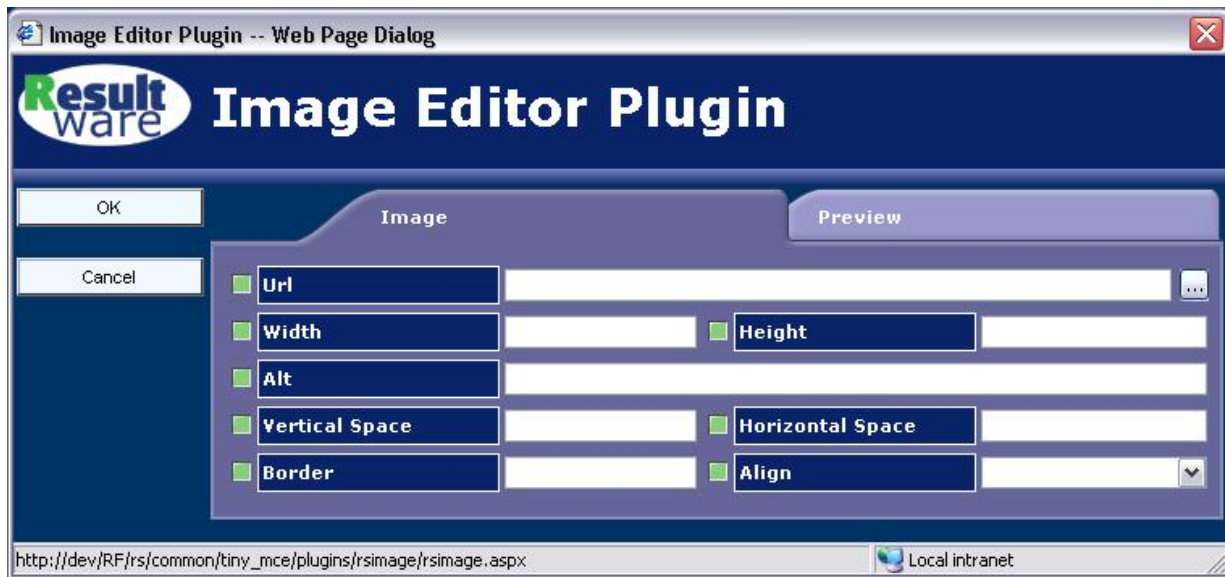 Image Editor Plugin -- Web Page Dialog
Result
ware
Image Editor Plugin
OK
Cancel
Image
Preview
Url
...
Width
Height
Alt
Vertical Space
Horizontal Space
Border
Align
http://dev/RF/rs/common/tiny_mce/plugins/rsimage/rsimage.aspx
Local intranet